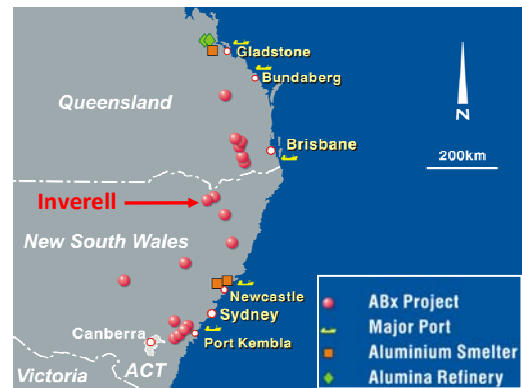 Gladstone
Bundaberg
Queensland
N
Brisbane
200km
Inverell
New South Wales
Newcastle
Sydney
Canberra
Port Kembla
ACT
Victoria
ABx Project
Major Port
Aluminium Smelter
Alumina Refinery